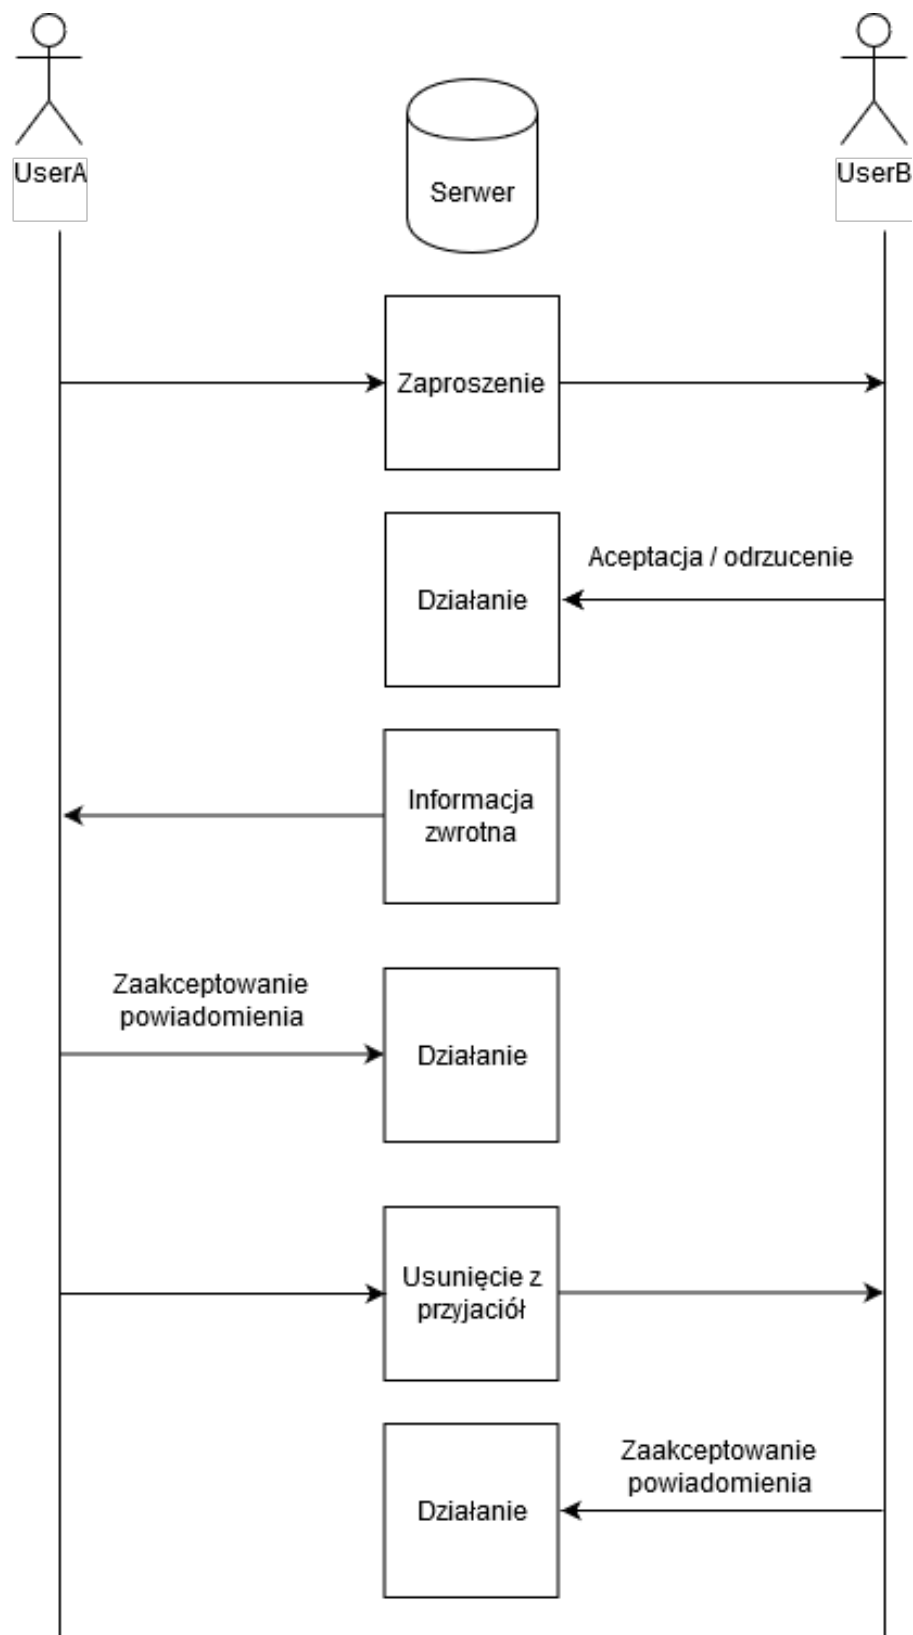 UserA
UserB
Serwer
Zaproszenie
Aceptacja / odrzucenie
Działanie
Informacja
zwrotna
Zaakceptowanie
powiadomienia
Działanie
Usunięcie z
przyjaciół
Zaakceptowanie
powiadomienia
Działanie